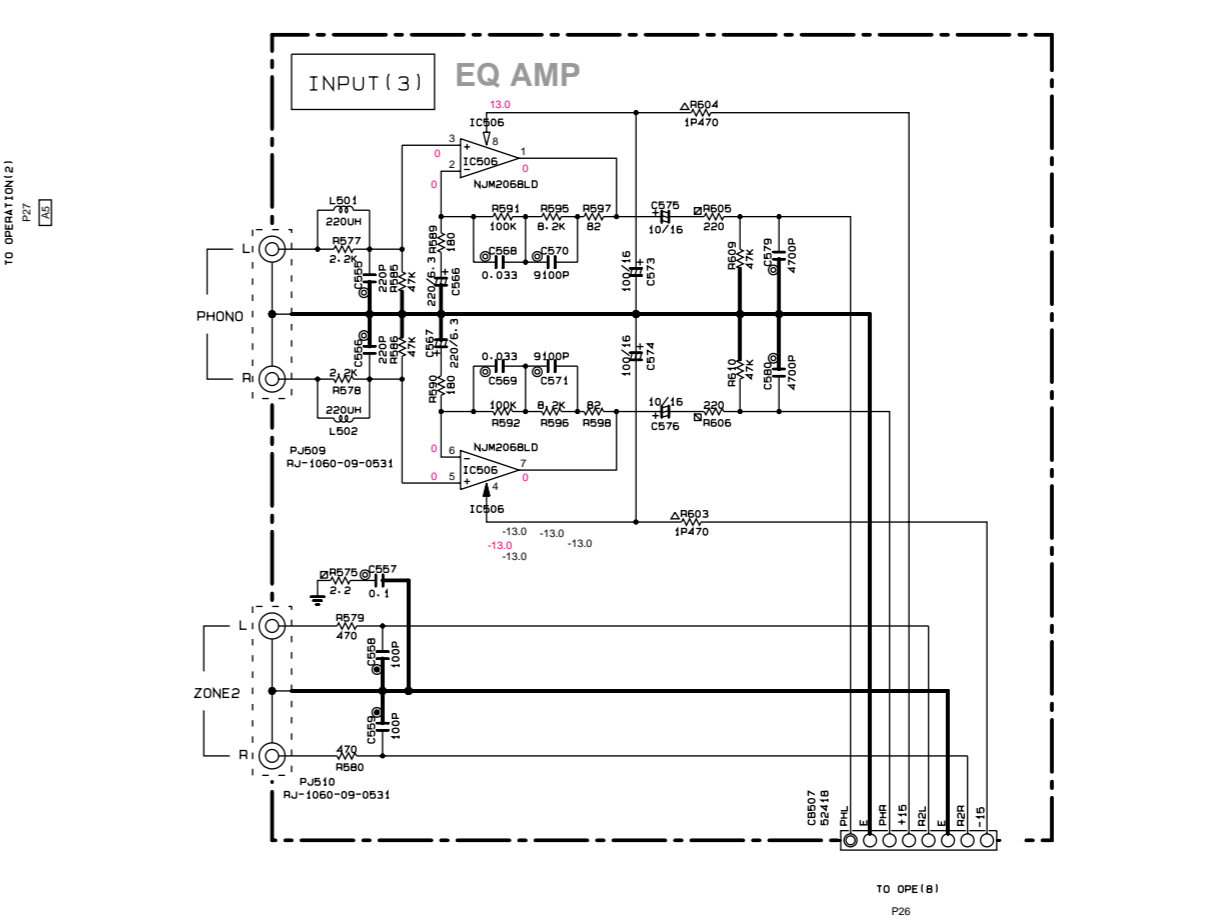 TO OPERATION(2)
P27
A5
INPUT(3)
EQ AMP
13.0
R604
1P470
IC506
3
8
1
0
+
IC506
2
-
0
0
NJM2068LD
L501
220UH
R577
2.2K
C555
220P
R585
47K
R589
180
220/6.3
C566
R591
100K
R595
8.2K
R597
82
C568
0.033
C570
9100P
C575
10/16
R605
220
100/16
C573
R609
47K
C579
4700P
L
PHONO
R
C556
220P
R586
47K
C567
220/6.3
R590
180
0.033
C569
9100P
C571
100K
R592
8.2K
R596
82
R598
100/16
C574
10/16
C576
220
R606
R610
47K
C580
4700P
2.2K
R578
220UH
L502
PJ509
RJ-1060-09-0531
NJM2068LD
0
6
-
7
IC506
0
0
5
+
4
IC506
R603
1P470
-13.0
-13.0
-13.0
-13.0
-13.0
R575
2.2
C557
0.1
L
ZONE2
R
R579
470
C558
100P
C559
100P
470
R580
PJ510
RJ-1060-09-0531
CB507
52418
PHL
E
PHR
+15
R2L
E
R2R
-15
TO OPE(8)
P26